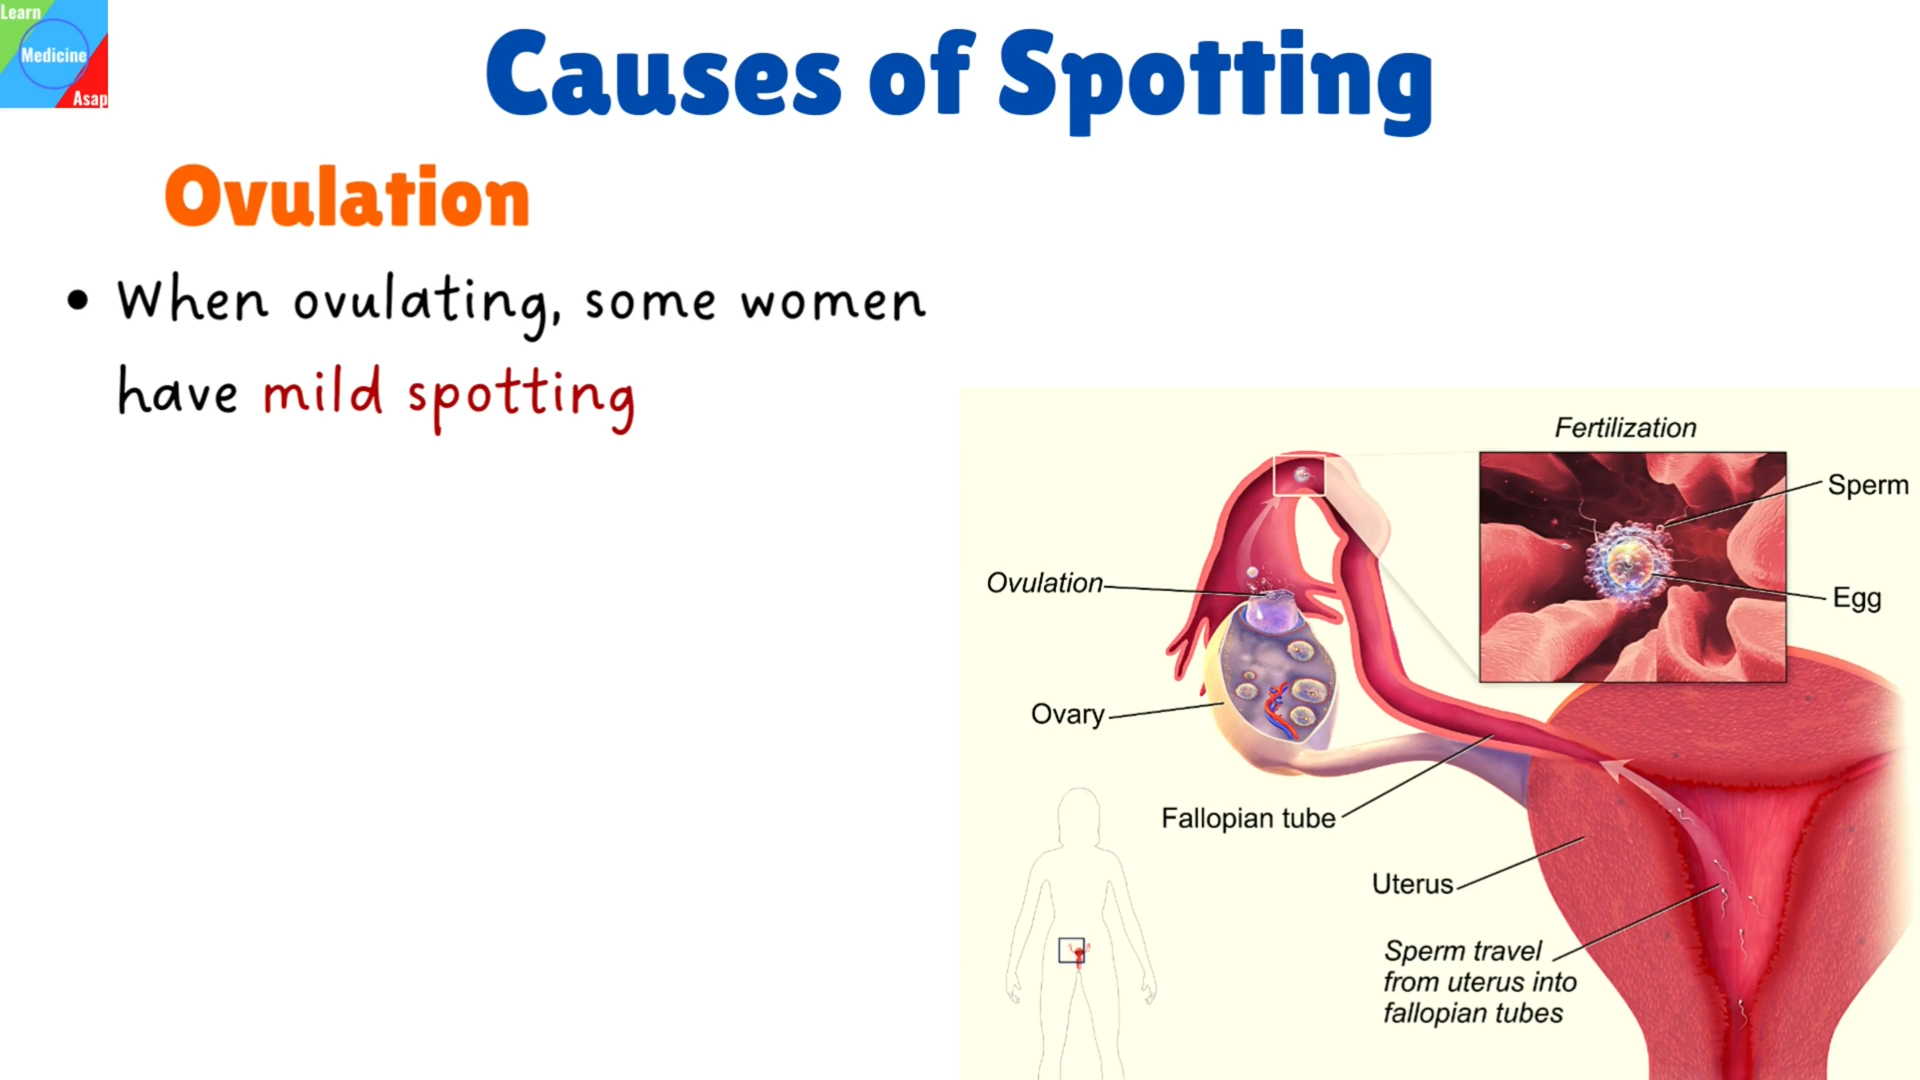 Learn
Medicine
Asap
Causes of Spotting
Ovulation
• When ovulating, some women
have mild spotting
Fertilization
Sperm
Egg
Ovulation
Ovary
Fallopian tube
Uterus
Sperm travel
from uterus into
fallopian tubes